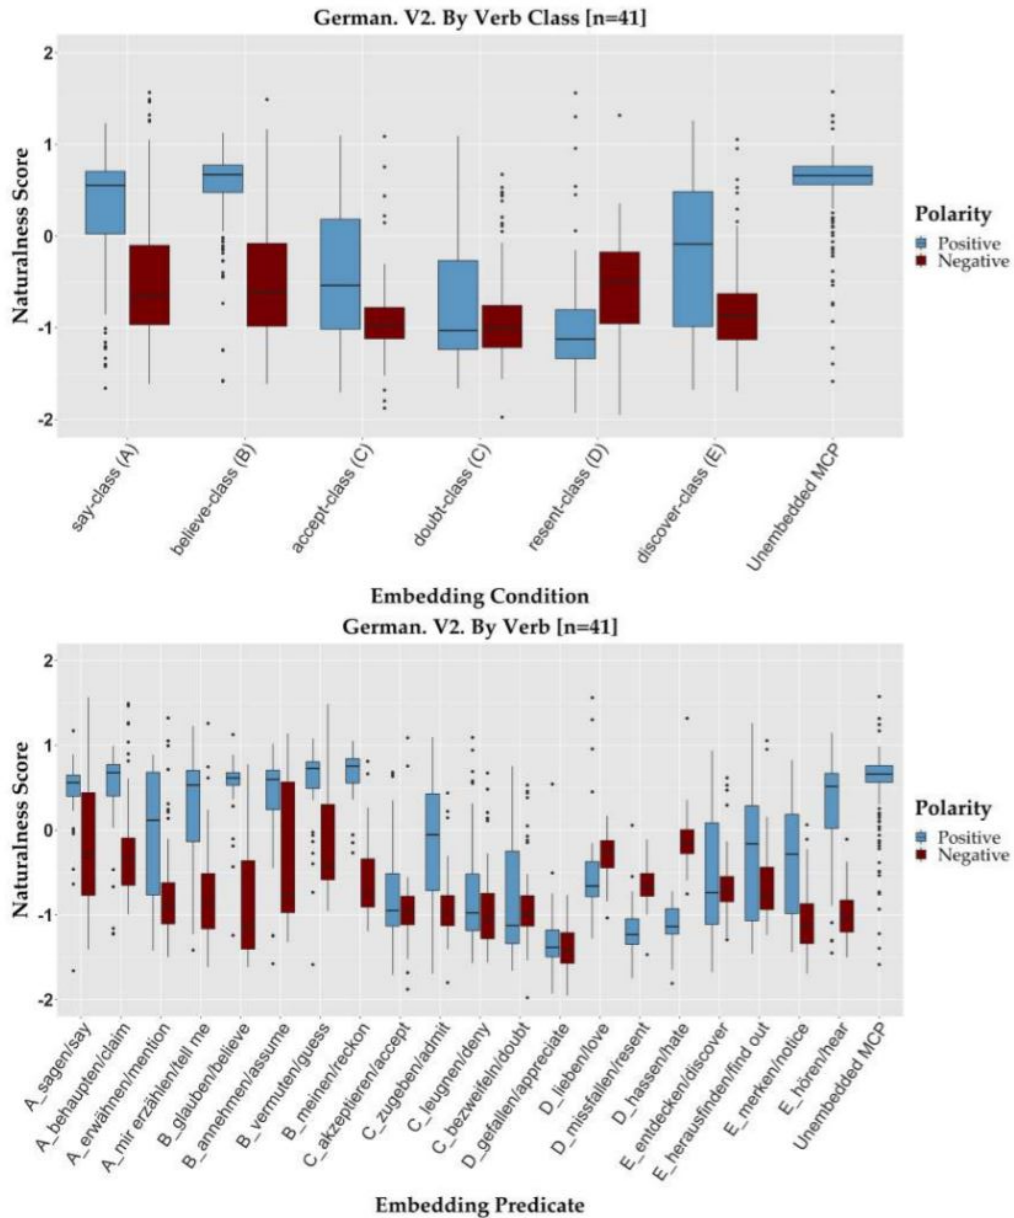 German. V2. By Verb Class [n=41]
2
1
0
-1
-2
Naturalness Score
say-class (A)
believe-class (B)
accept-class (C)
doubt-class (C)
resent-class (D)
discover-class (E)
Unembedded MCP
Embedding Condition
Polarity
Positive
Negative
German. V2. By Verb [n=41]
2
1
0
-1
-2
Naturalness Score
A_sagen/say
A_behaupten/claim
A_erwähnen/mention
A_mir erzählen/tell me
B_glauben/believe
B_annehmen/assume
B_vermuten/guess
B_meinen/reckon
C_akzeptieren/accept
C_zugeben/admit
C_leugnen/deny
C_bezweifeln/doubt
D_gefallen/appreciate
D_lieben/love
D_missfallen/resent
D_hassen/hate
E_entdecken/discover
E_herausfinden/find out
E_merken/notice
E_hören/hear
Unembedded MCP
Embedding Predicate
Polarity
Positive
Negative